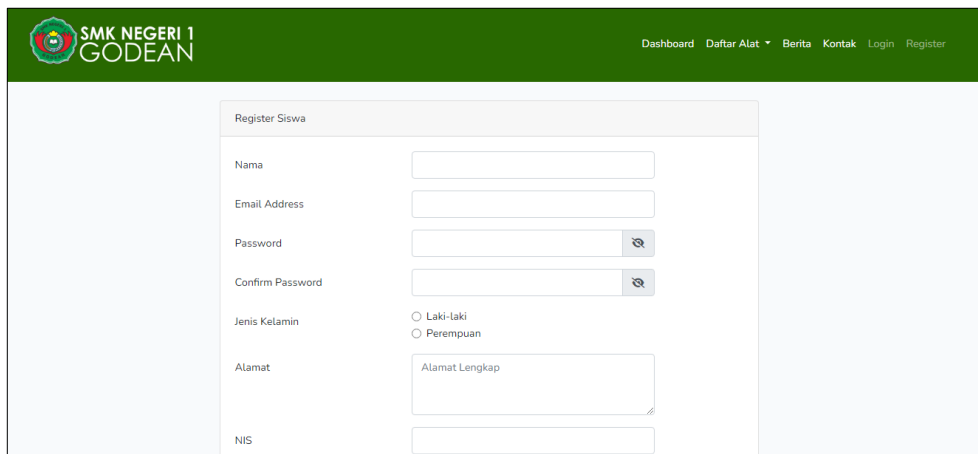 SMK NEGERI 1
GODEAN
Dashboard Daftar Alat Berita Kontak Login Register
Register Siswa
Nama
Email Address
Password
Confirm Password
Jenis Kelamin
Laki-laki
Perempuan
Alamat
Alamat Lengkap
NIS